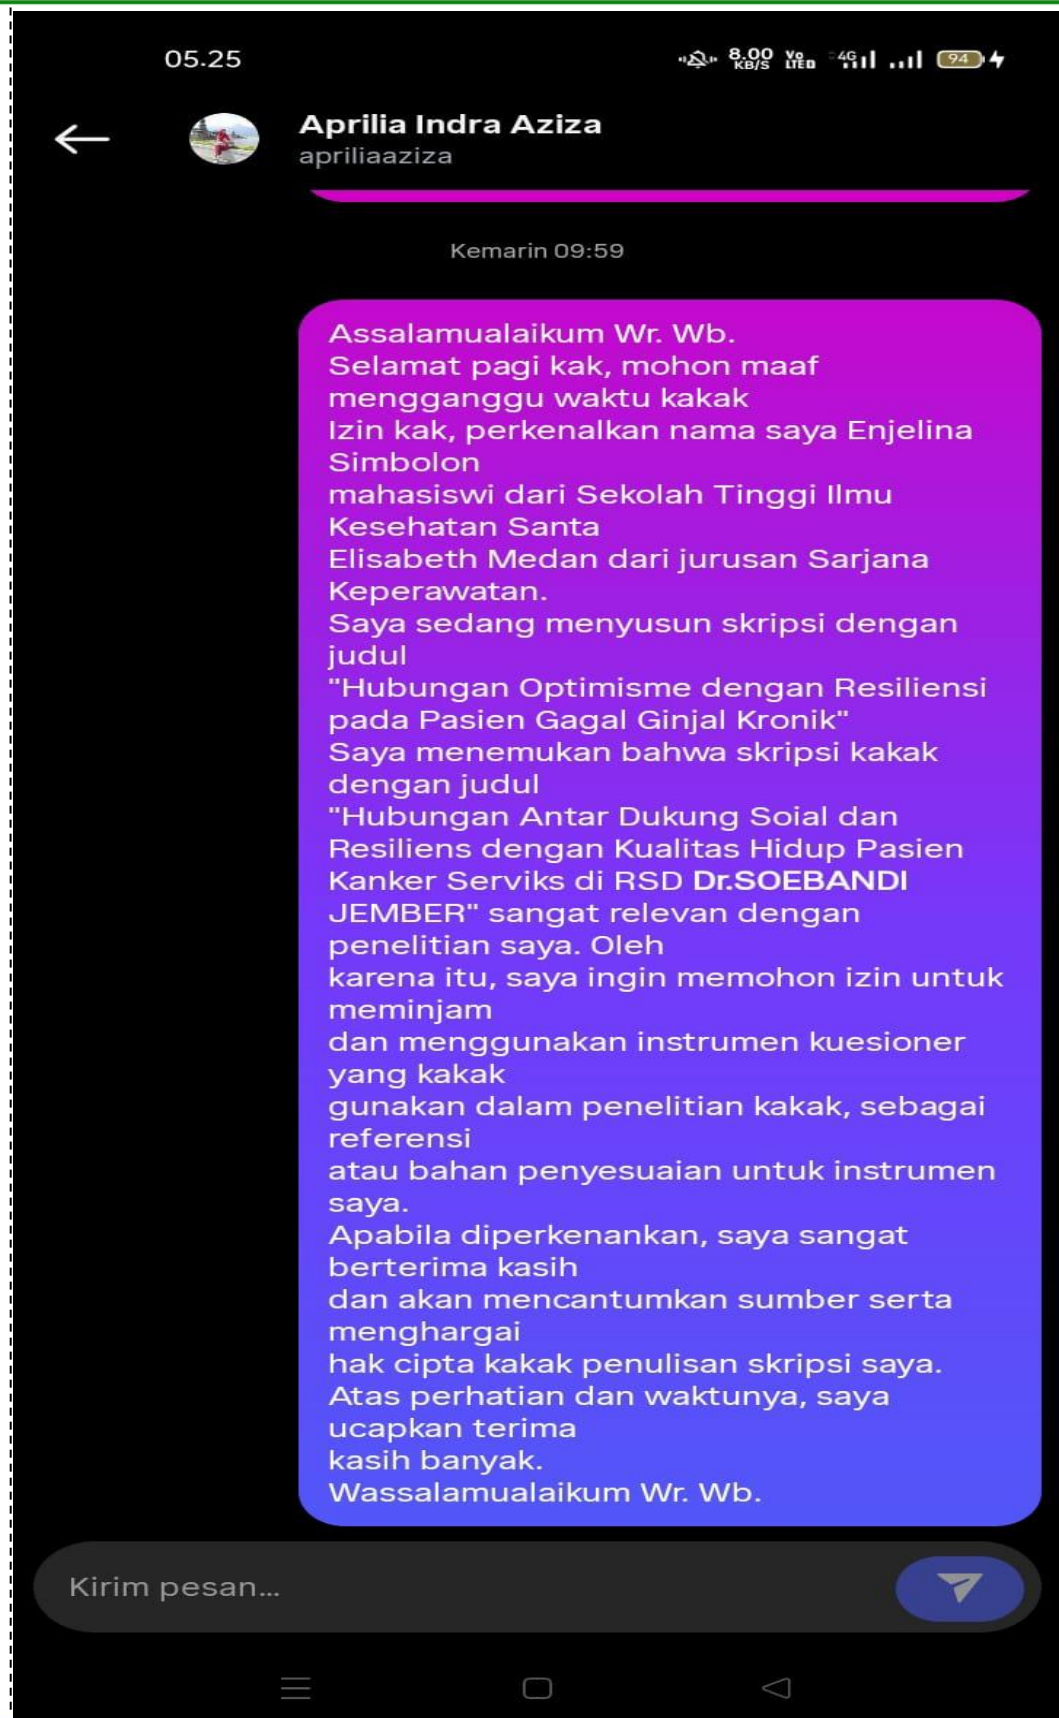 05.25
8.00 KB/S Vo LTE 4G 94
Aprilia Indra Aziza
apriliaaziza
Kemarin 09:59
Assalamualaikum Wr. Wb.
Selamat pagi kak, mohon maaf
mengganggu waktu kakak
Izin kak, perkenalkan nama saya Enjelina
Simbolon
mahasiswi dari Sekolah Tinggi Ilmu
Kesehatan Santa
Elisabeth Medan dari jurusan Sarjana
Keperawatan.
Saya sedang menyusun skripsi dengan
judul
"Hubungan Optimisme dengan Resiliensi
pada Pasien Gagal Ginjal Kronik"
Saya menemukan bahwa skripsi kakak
dengan judul
"Hubungan Antar Dukung Soial dan
Resiliens dengan Kualitas Hidup Pasien
Kanker Serviks di RSD Dr.SOEBANDI
JEMBER" sangat relevan dengan
penelitian saya. Oleh
karena itu, saya ingin memohon izin untuk
meminjam
dan menggunakan instrumen kuesioner
yang kakak
gunakan dalam penelitian kakak, sebagai
referensi
atau bahan penyesuaian untuk instrumen
saya.
Apabila diperkenankan, saya sangat
berterima kasih
dan akan mencantumkan sumber serta
menghargai
hak cipta kakak penulisan skripsi saya.
Atas perhatian dan waktunya, saya
ucapkan terima
kasih banyak.
Wassalamualaikum Wr. Wb.
Kirim pesan...